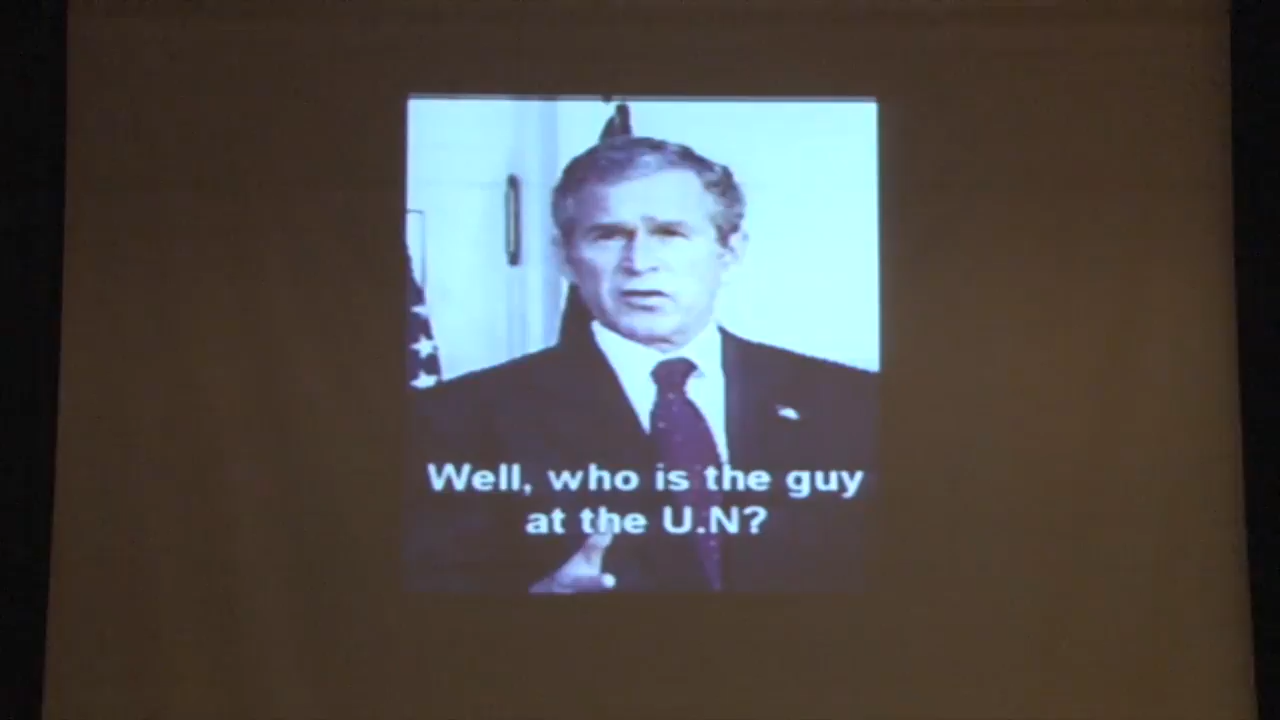 Well, who is the guy
at the U.N?